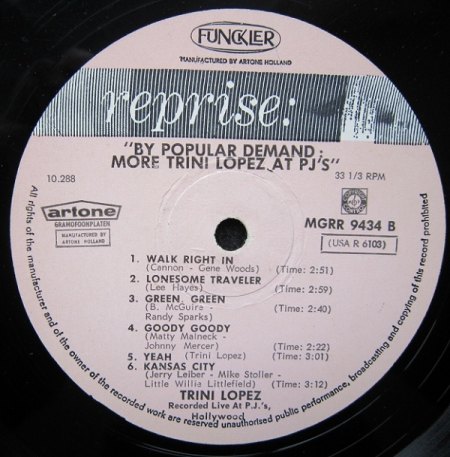 FUNCKLER
MANUFACTURED BY ARTONE HOLLAND
reprise:
"BY POPULAR DEMAND :
MORE TRINI LOPEZ AT PJ's"
10.288
33 1/3 RPM
artone
GRAMOFOONPLATEN
MANUFACTURED BY
ARTONE HOLLAND
MGRR 9434 B
(USA R 6103)
1. WALK RIGHT IN
(Cannon - Gene Woods) (Time: 2:51)
2. LONESOME TRAVELER
(Lee Hayes) (Time: 2:59)
3. GREEN, GREEN
(B. McGuire - (Time: 2:40)
Randy Sparks)
4. GOODY GOODY
(Matty Malneck - (Time: 2:22)
Johnny Mercer)
5. YEAH (Trini Lopez) (Time: 3:01)
6. KANSAS CITY
(Jerry Leiber - Mike Stoller -
Little Willie Littlefield) (Time: 3:12)
TRINI LOPEZ
Recorded Live At P.J.'s,
Hollywood
All rights of the manufacturer and of the owner of the recorded work are reserved unauthorised public performance, broadcasting and copying of this record prohibited